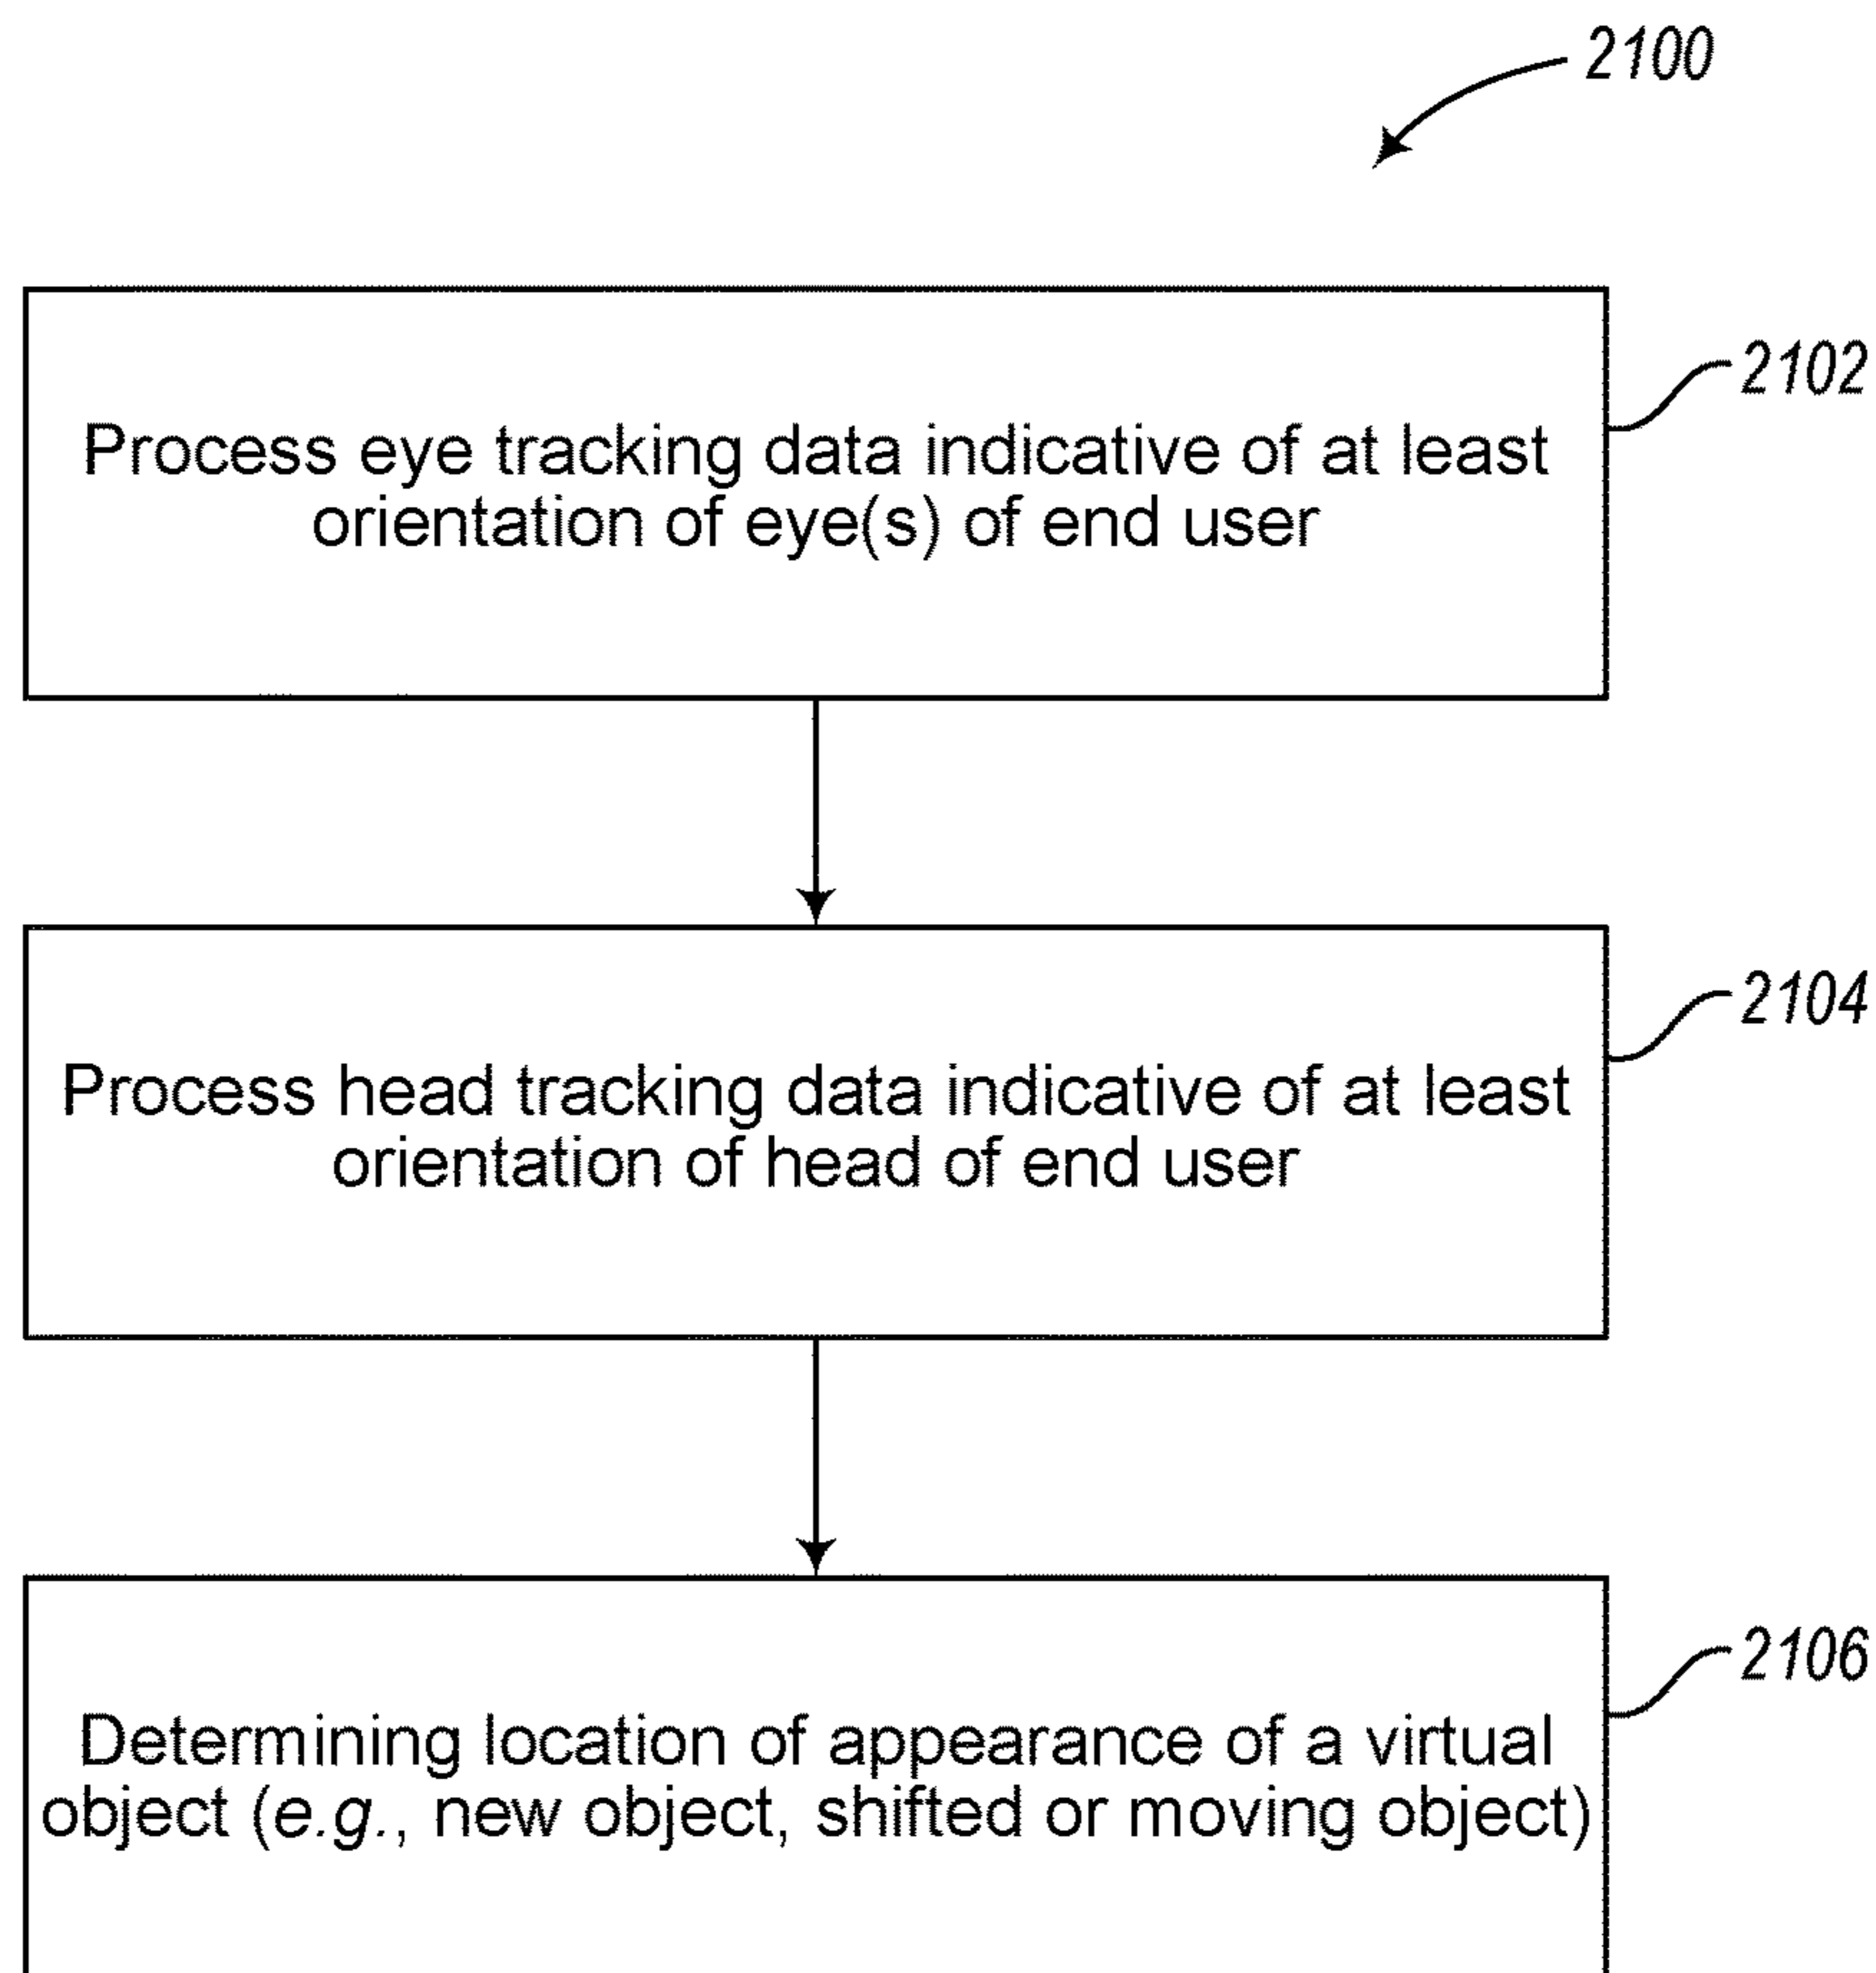 2100
2102
Process eye tracking data indicative of at least
orientation of eye(s) of end user
2104
Process head tracking data indicative of at least
orientation of head of end user
2106
Determining location of appearance of a virtual
object (e.g., new object, shifted or moving object)